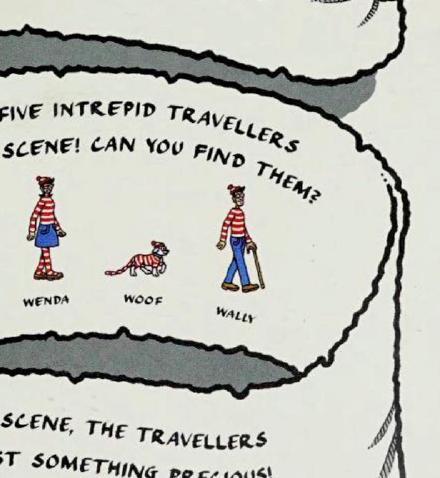 FIVE INTREPID TRAVELLERS
SCENE! CAN YOU FIND THEM?
WENDA
WOOF
WALLY
SCENE, THE TRAVELLERS
ST SOMETHING PRECIOUS!